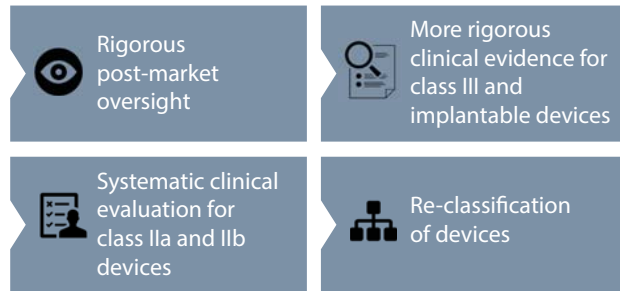 Rigorous
post-market
oversight
More rigorous
clinical evidence for
class III and
implantable devices
Systematic clinical
evaluation for
class IIa and IIb
devices
Re-classification
of devices